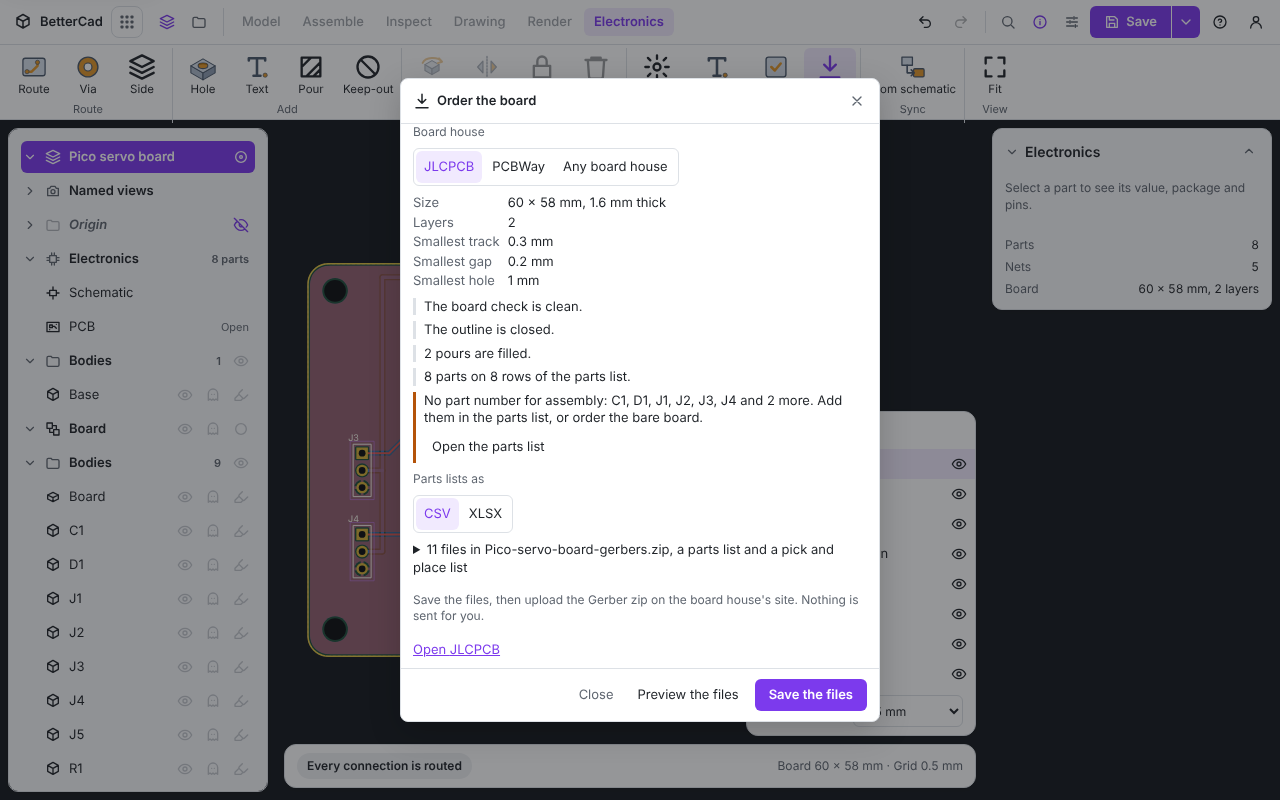 BetterCad
Model
Assemble
Inspect
Drawing
Render
Electronics
Save
Route
Via
Side
Hole
Text
Pour
Keep-out
om schematic
Fit
Route
Add
Sync
View
Pico servo board
Named views
Origin
Electronics
8 parts
Schematic
PCB
Open
Bodies
1
Base
Board
Bodies
9
Board
C1
D1
J1
J2
J3
J4
J5
R1
J3
J4
Order the board
Board house
JLCPCB
PCBWay
Any board house
Size 60 × 58 mm, 1.6 mm thick
Layers 2
Smallest track 0.3 mm
Smallest gap 0.2 mm
Smallest hole 1 mm
The board check is clean.
The outline is closed.
2 pours are filled.
8 parts on 8 rows of the parts list.
No part number for assembly: C1, D1, J1, J2, J3, J4 and 2 more. Add
them in the parts list, or order the bare board.
Open the parts list
Parts lists as
CSV
XLSX
11 files in Pico-servo-board-gerbers.zip, a parts list and a pick and
place list
Save the files, then upload the Gerber zip on the board house's site. Nothing is
sent for you.
Open JLCPCB
Close
Preview the files
Save the files
Electronics
Select a part to see its value, package and
pins.
Parts 8
Nets 5
Board 60 × 58 mm, 2 layers
n
mm
Every connection is routed
Board 60 × 58 mm · Grid 0.5 mm